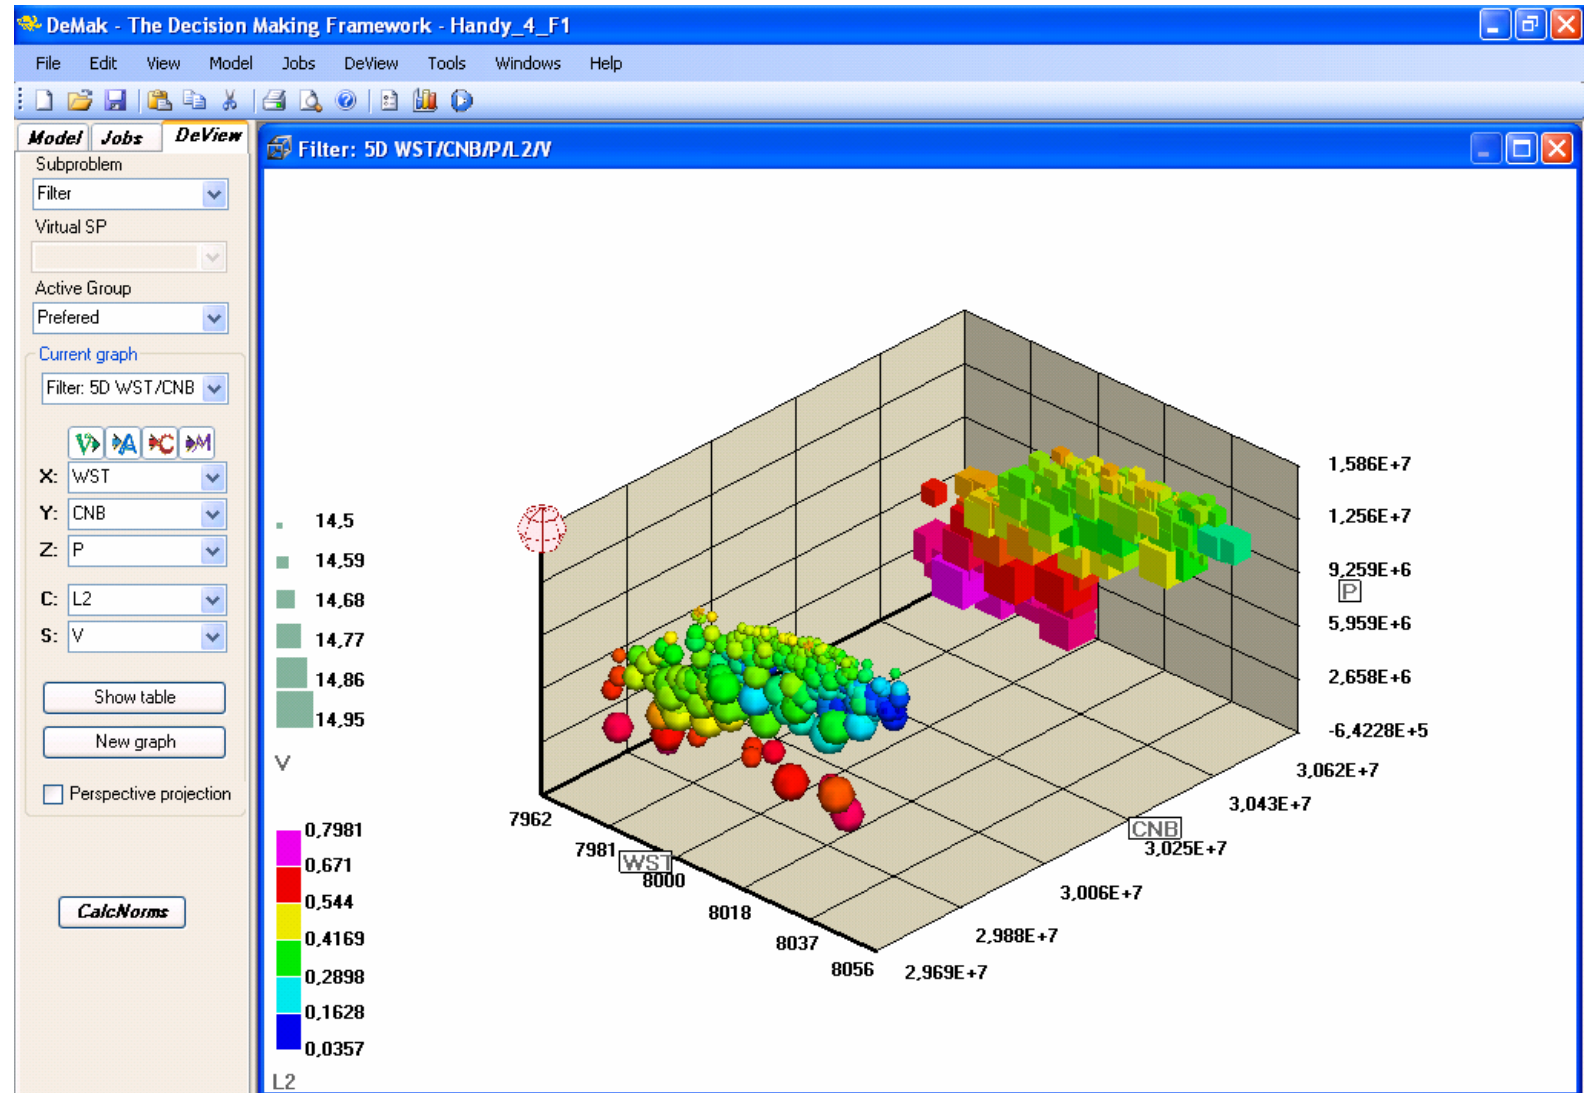 DeMak - The Decision Making Framework - Handy_4_F1
File Edit View Model Jobs DeView Tools Windows Help
Model Jobs DeView
Subproblem
Filter
Virtual SP
Active Group
Prefered
Current graph
Filter: 5D WST/CNB
V A C M
X: WST
Y: CNB
Z: P
C: L2
S: V
Show table
New graph
Perspective projection
CalcNorms
Filter: 5D WST/CNB/P/L2/V
14,5
14,59
14,68
14,77
14,86
14,95
V
0,7981
0,671
0,544
0,4169
0,2898
0,1628
0,0357
L2
7962
7981
WST
8000
8018
8037
8056
2,969E+7
2,988E+7
3,006E+7
3,025E+7
CNB
3,043E+7
3,062E+7
1,586E+7
1,256E+7
9,259E+6
P
5,959E+6
2,658E+6
-6,4228E+5